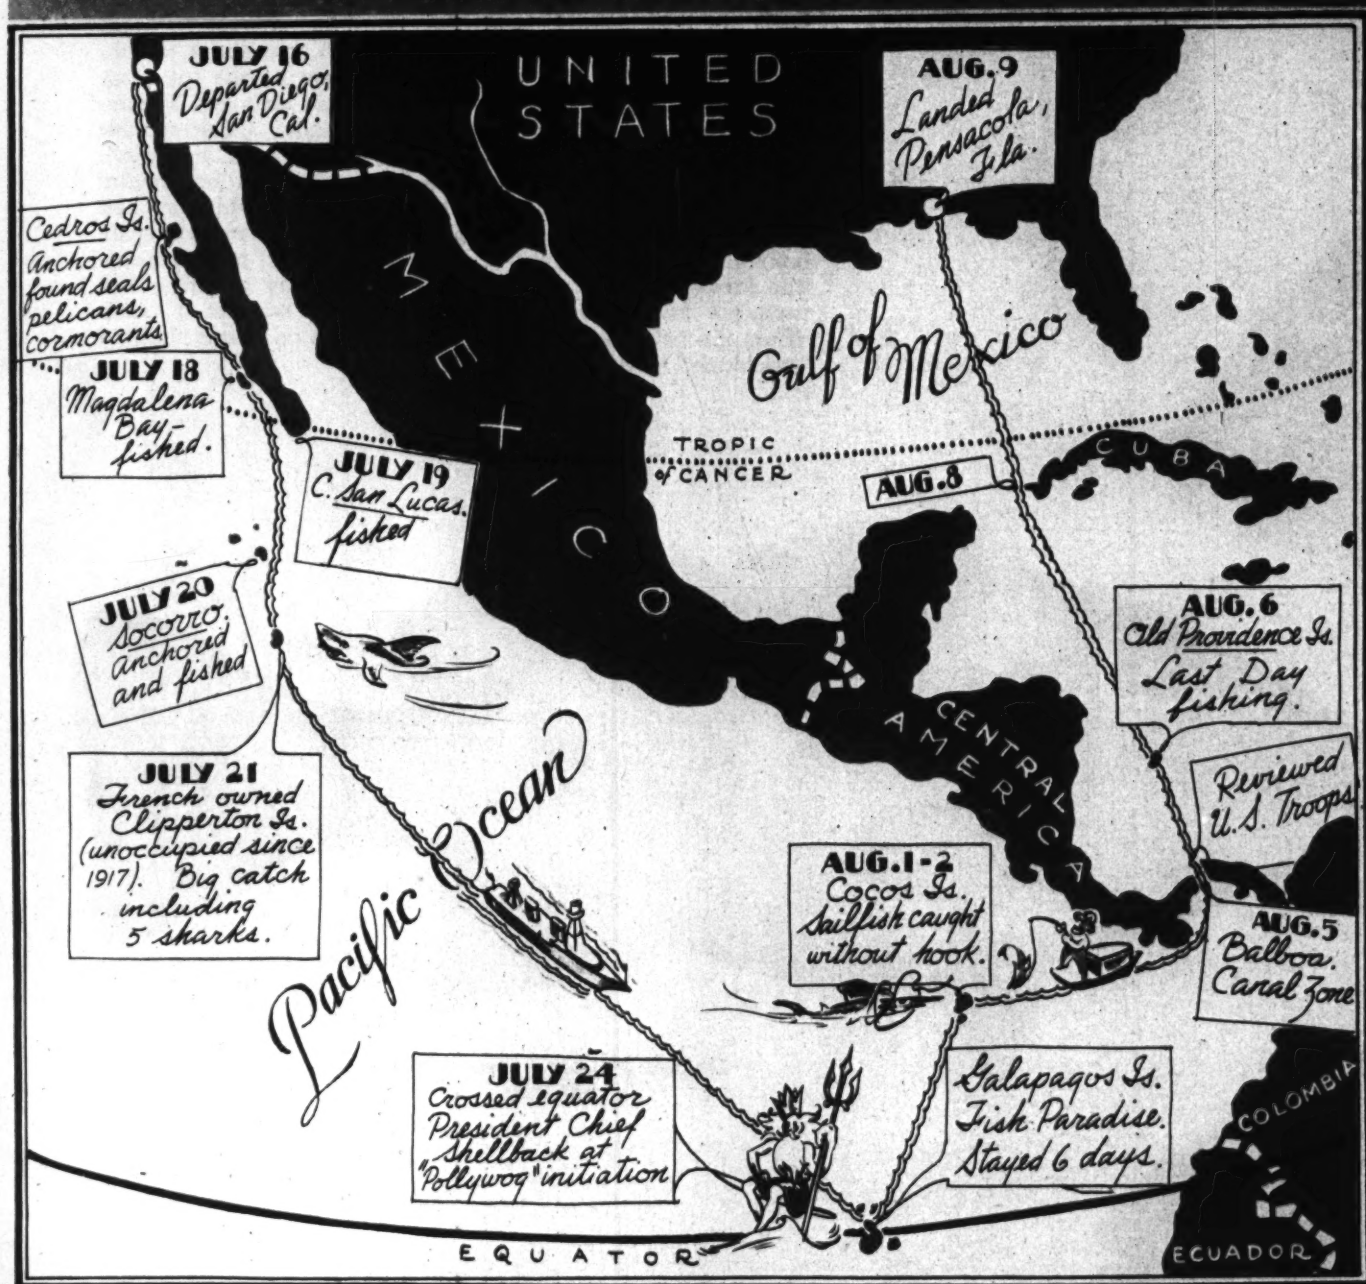 JULY 16
Departed
San Diego,
Cal.
UNITED
STATES
AUG. 9
Landed
Pensacola,
Fla.
Cedros Is.
Anchored
found seals
pelicans,
cormorants
JULY 18
Magdalena
Bay-
fished.
MEXICO
Gulf of Mexico
TROPIC
of CANCER
CUBA
AUG. 8
JULY 19
C. San Lucas.
fished
JULY 20
Socorro.
Anchored
and fished
AUG. 6
Old Providence Is.
Last Day
fishing.
CENTRAL
AMERICA
Reviewed
U.S. Troops
JULY 21
French owned
Clipperton Is.
(unoccupied since
1917). Big catch
including
5 sharks.
Pacific Ocean
AUG. 1-2
Cocos Is.
Sailfish caught
without hook.
AUG. 5
Balboa.
Canal Zone
JULY 24
Crossed equator
President Chief
shellback at
"Pollywog" initiation
Galapagos Is.
Fish Paradise.
Stayed 6 days.
COLOMBIA
EQUATOR
ECUADOR